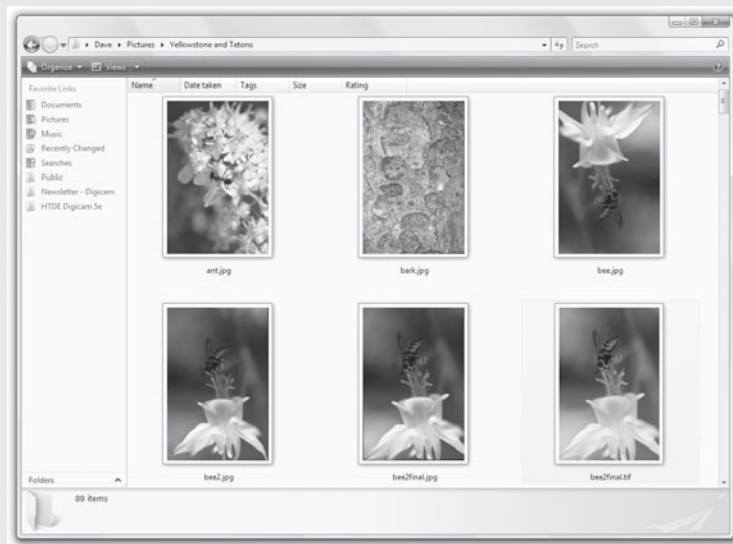 Dave ▸ Pictures ▸ Yellowstone and Tetons
Search
Organize
Views
Favorite Links
Documents
Pictures
Music
Recently Changed
Searches
Public
Newsletter - Digicam
HTDE Digicam 5e
Folders
Name Date taken Tags Size Rating
ant.jpg bark.jpg bee.jpg
bee2.jpg bee2final.jpg bee2final.tif
89 items